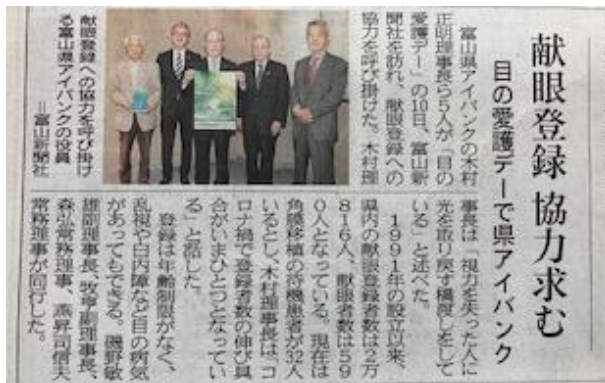 献眼登録 協力求む
目の愛護デーで県アイバンク
富山県アイバンクの木村
正明理事長ら5人が「目の
愛護デー」の10日、富山新
聞社を訪れ、献眼登録への
協力を呼び掛けた。木村理
事長は「視力を失った人に
光を取り戻す橋渡しをして
いる」と述べた。
1991年の設立以来、
県内の献眼登録者数は2万
816人、献眼者数は59
0人となっている。現在は
角膜移植の待機患者が32人
いるとし、木村理事長は「コ
ロナ禍で登録者数の伸び具
合がいまひとつとなってい
る」と話した。
登録は年齢制限がなく、
乱視や白内障など目の病気
があってもできる。磯野敏
雄副理事長、牧亨副理事長、
森弘常務理事、燕昇司信夫
常務理事が同行した。
献眼登録への協力を呼び掛け
る富山県アイバンクの役員
=富山新聞社